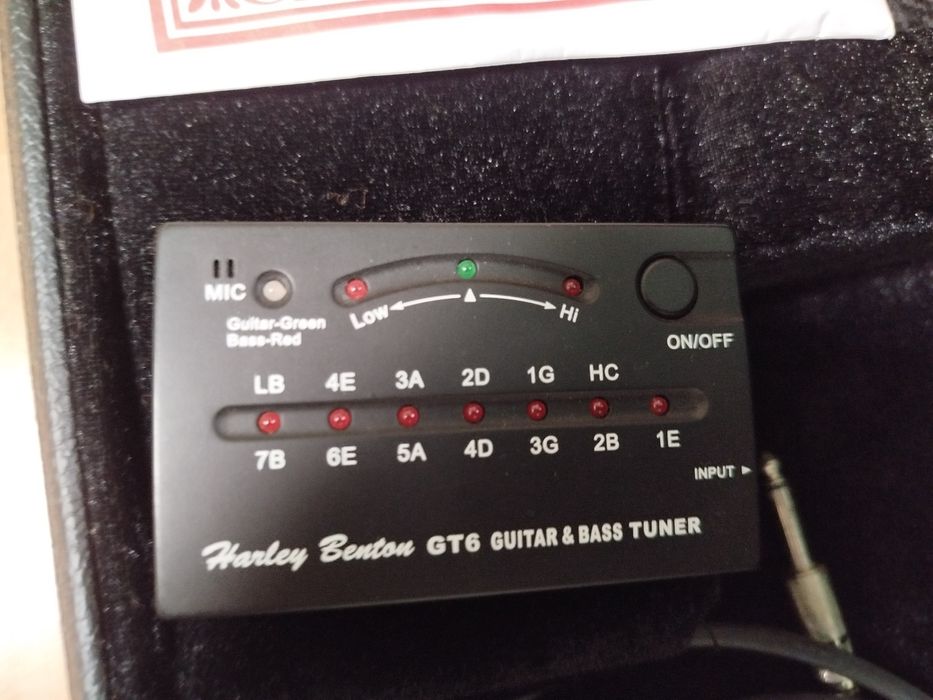 MIC
Guitar-Green
Bass-Red
Low
Hi
ON/OFF
LB 4E 3A 2D 1G HC
7B 6E 5A 4D 3G 2B 1E
INPUT
Harley Benton GT6 GUITAR & BASS TUNER